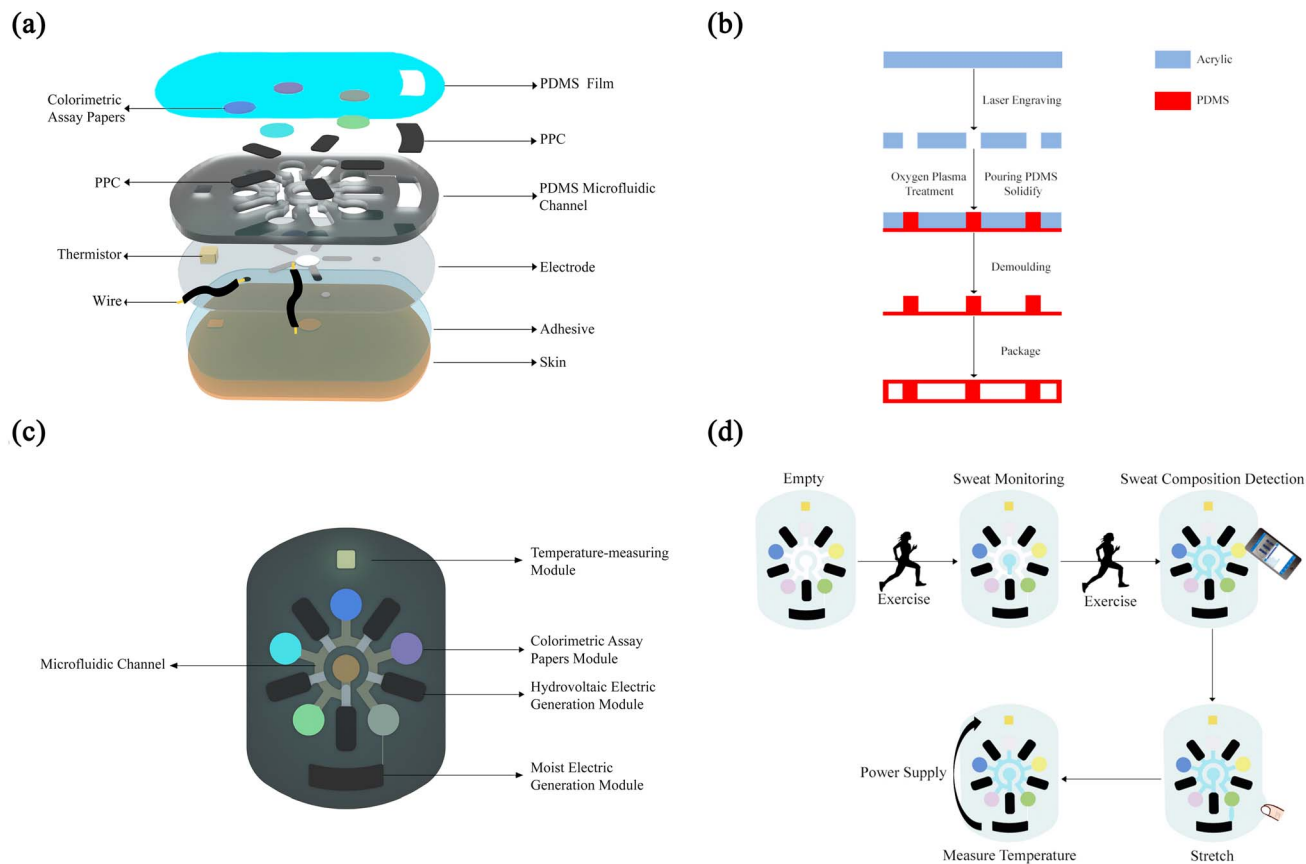 (a)
PDMS Film
Colorimetric
Assay Papers
PPC
PPC
PDMS Microfluidic
Channel
Thermistor
Electrode
Wire
Adhesive
Skin
(b)
Acrylic
PDMS
Laser Engraving
Oxygen Plasma
Treatment
Pouring PDMS
Solidify
Demoulding
Package
(c)
Temperature-measuring
Module
Microfluidic Channel
Colorimetric Assay
Papers Module
Hydrovoltaic Electric
Generation Module
Moist Electric
Generation Module
(d)
Empty
Sweat Monitoring
Sweat Composition Detection
Exercise
Exercise
Power Supply
Measure Temperature
Stretch